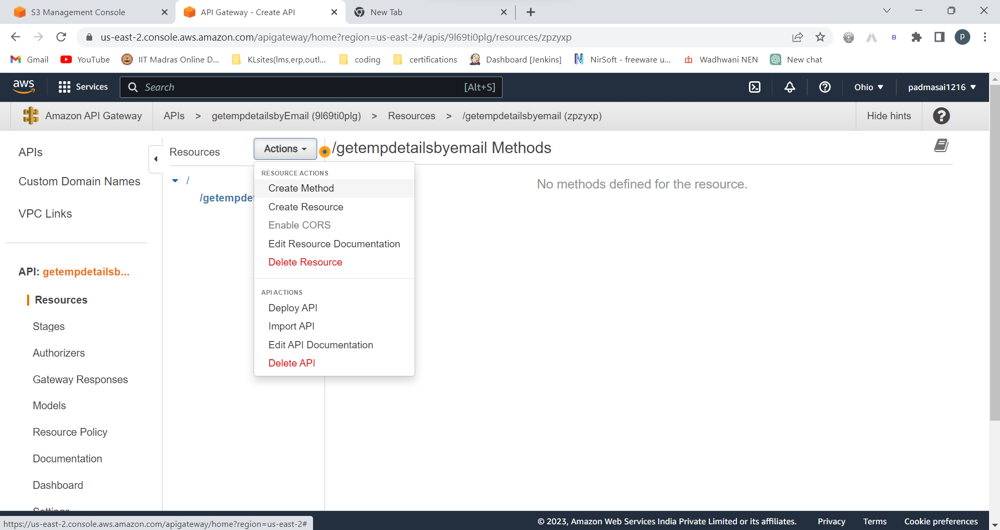 S3 Management Console
API Gateway - Create API
New Tab
us-east-2.console.aws.amazon.com/apigateway/home?region=us-east-2#/apis/9l69ti0plg/resources/zpzyxp
B
p
Gmail
YouTube
IIT Madras Online D...
KLsites(lms,erp,outl...
coding
certifications
Dashboard [Jenkins]
NirSoft - freeware u...
Wadhwani NEN
New chat
aws
Services
Search
[Alt+S]
Ohio
padmasai1216
Amazon API Gateway
APIs > getempdetailsbyEmail (9l69ti0plg) > Resources > /getempdetailsbyemail (zpzyxp)
Hide hints
?
APIs
Custom Domain Names
VPC Links
API: getempdetailsb...
Resources
Stages
Authorizers
Gateway Responses
Models
Resource Policy
Documentation
Dashboard
Settings
Resources
Actions
/
/getempdet
RESOURCE ACTIONS
Create Method
Create Resource
Enable CORS
Edit Resource Documentation
Delete Resource
API ACTIONS
Deploy API
Import API
Edit API Documentation
Delete API
/getempdetailsbyemail Methods
No methods defined for the resource.
https://us-east-2.console.aws.amazon.com/apigateway/home?region=us-east-2#
© 2023, Amazon Web Services India Private Limited or its affiliates.
Privacy
Terms
Cookie preferences